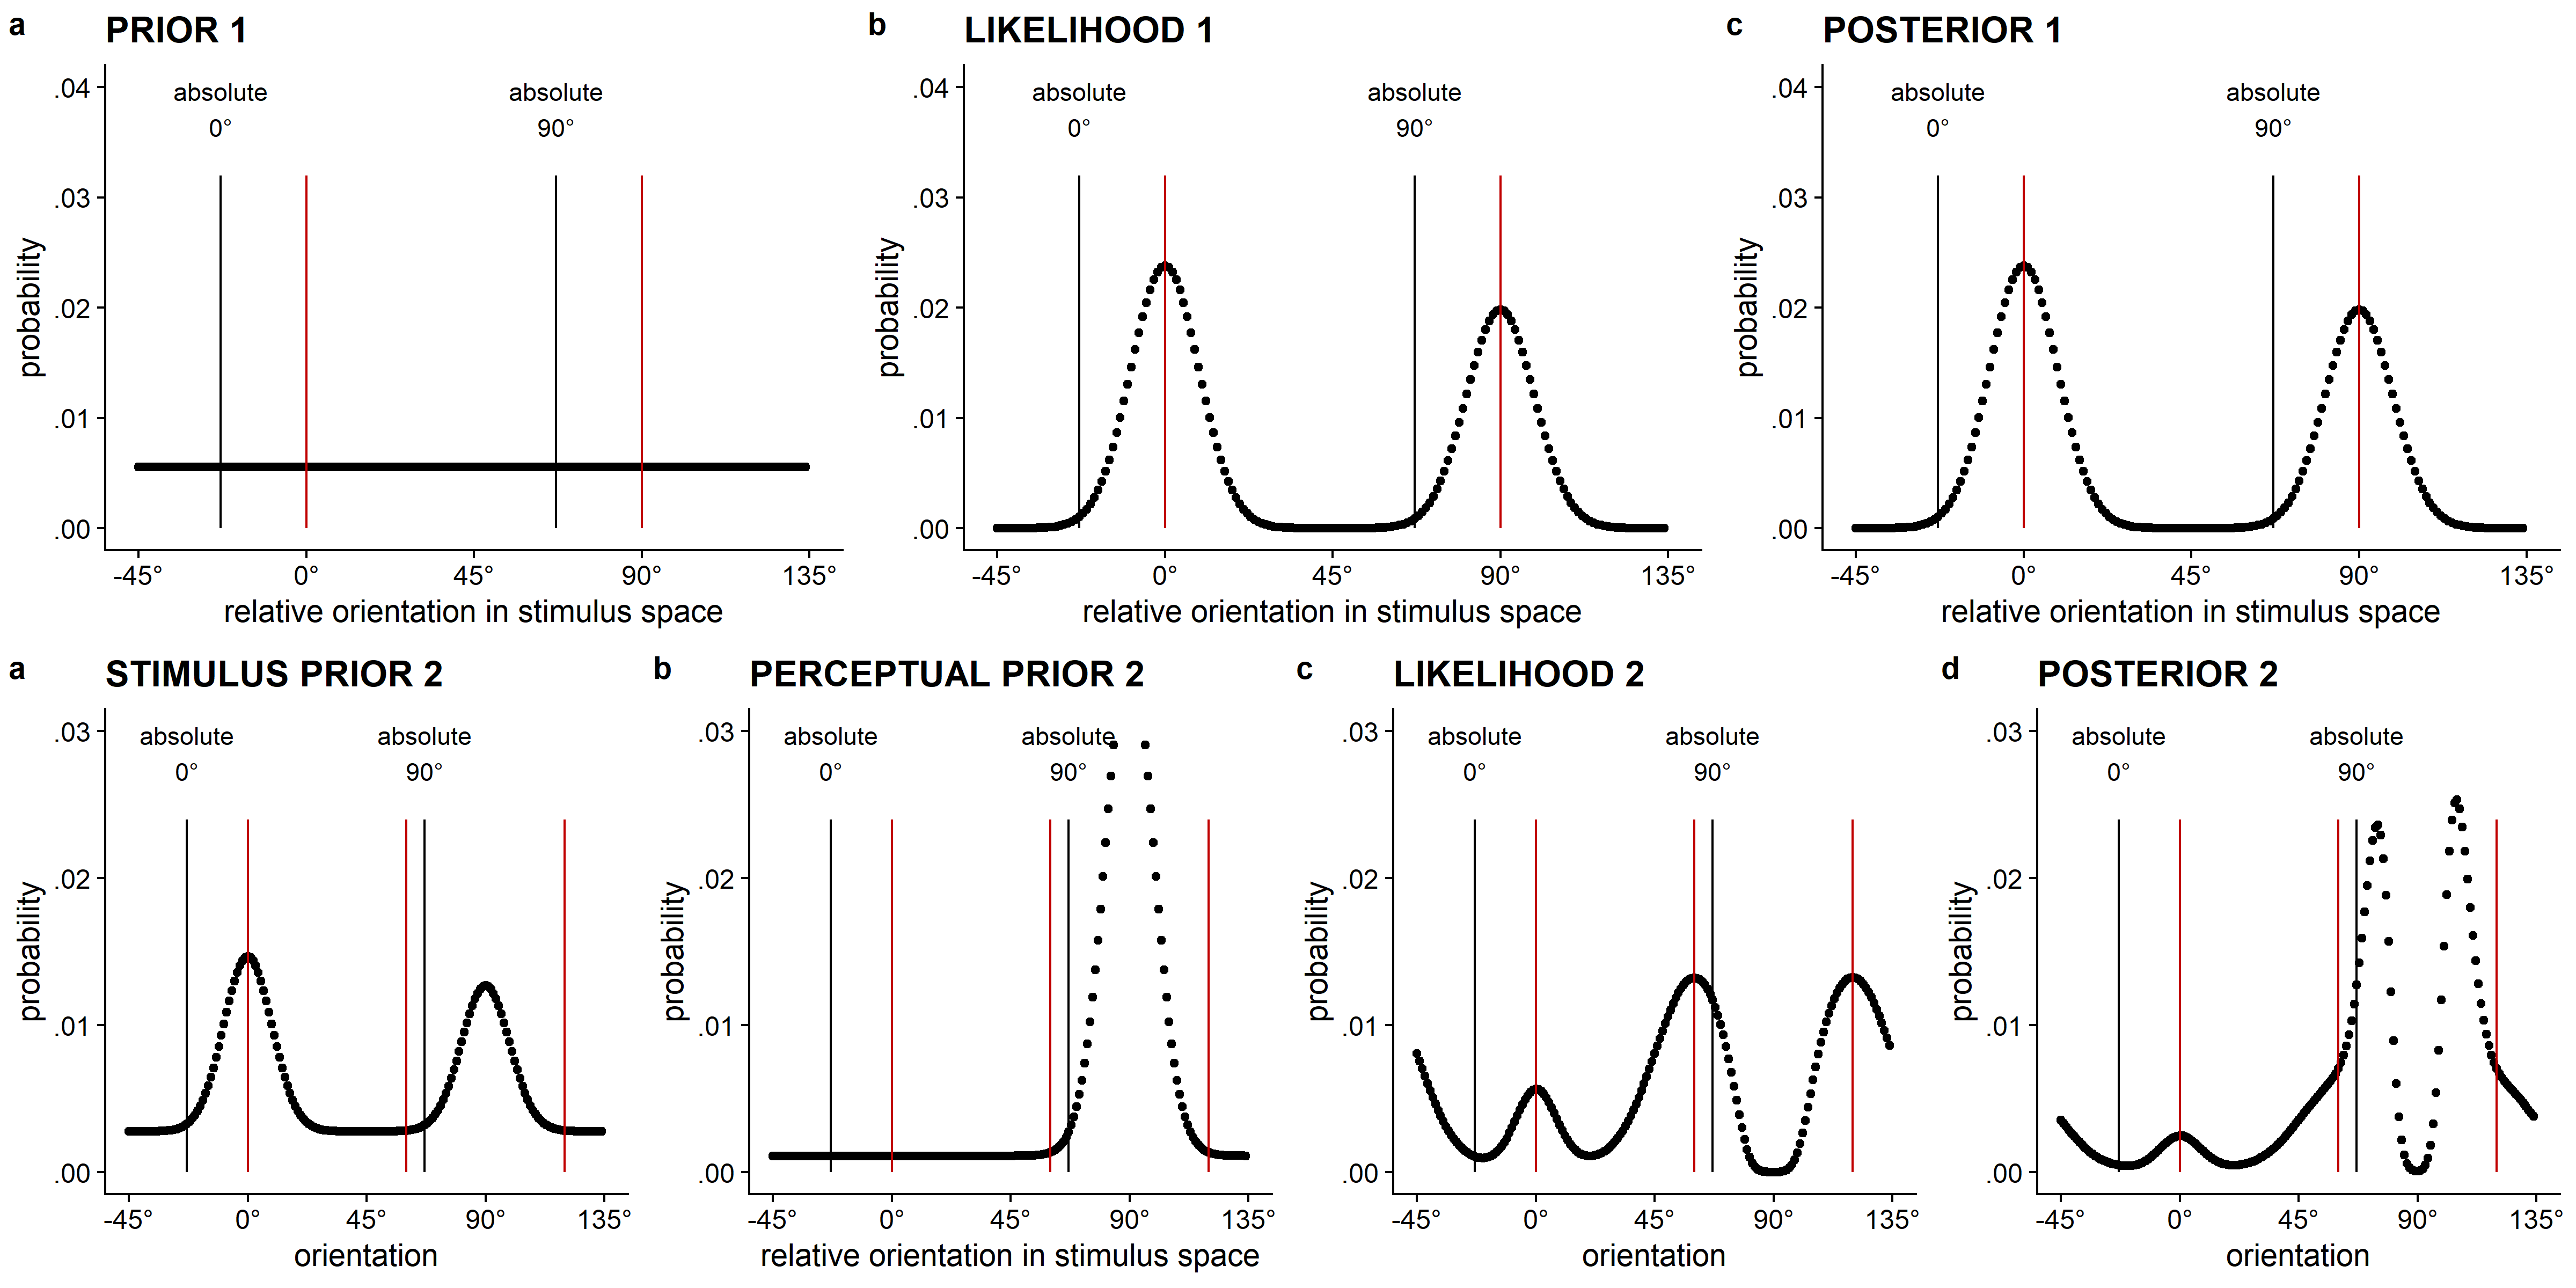 a PRIOR 1
absolute absolute
0° 90°
.04
.03
.02
.01
.00
probability
-45° 0° 45° 90° 135°
relative orientation in stimulus space
b LIKELIHOOD 1
absolute absolute
0° 90°
.04
.03
.02
.01
.00
probability
-45° 0° 45° 90° 135°
relative orientation in stimulus space
c POSTERIOR 1
absolute absolute
0° 90°
.04
.03
.02
.01
.00
probability
-45° 0° 45° 90° 135°
relative orientation in stimulus space
a STIMULUS PRIOR 2
absolute absolute
0° 90°
.03
.02
.01
.00
probability
-45° 0° 45° 90° 135°
orientation
b PERCEPTUAL PRIOR 2
absolute absolute
0° 90°
.03
.02
.01
.00
probability
-45° 0° 45° 90° 135°
relative orientation in stimulus space
c LIKELIHOOD 2
absolute absolute
0° 90°
.03
.02
.01
.00
probability
-45° 0° 45° 90° 135°
orientation
d POSTERIOR 2
absolute absolute
0° 90°
.03
.02
.01
.00
probability
-45° 0° 45° 90° 135°
orientation